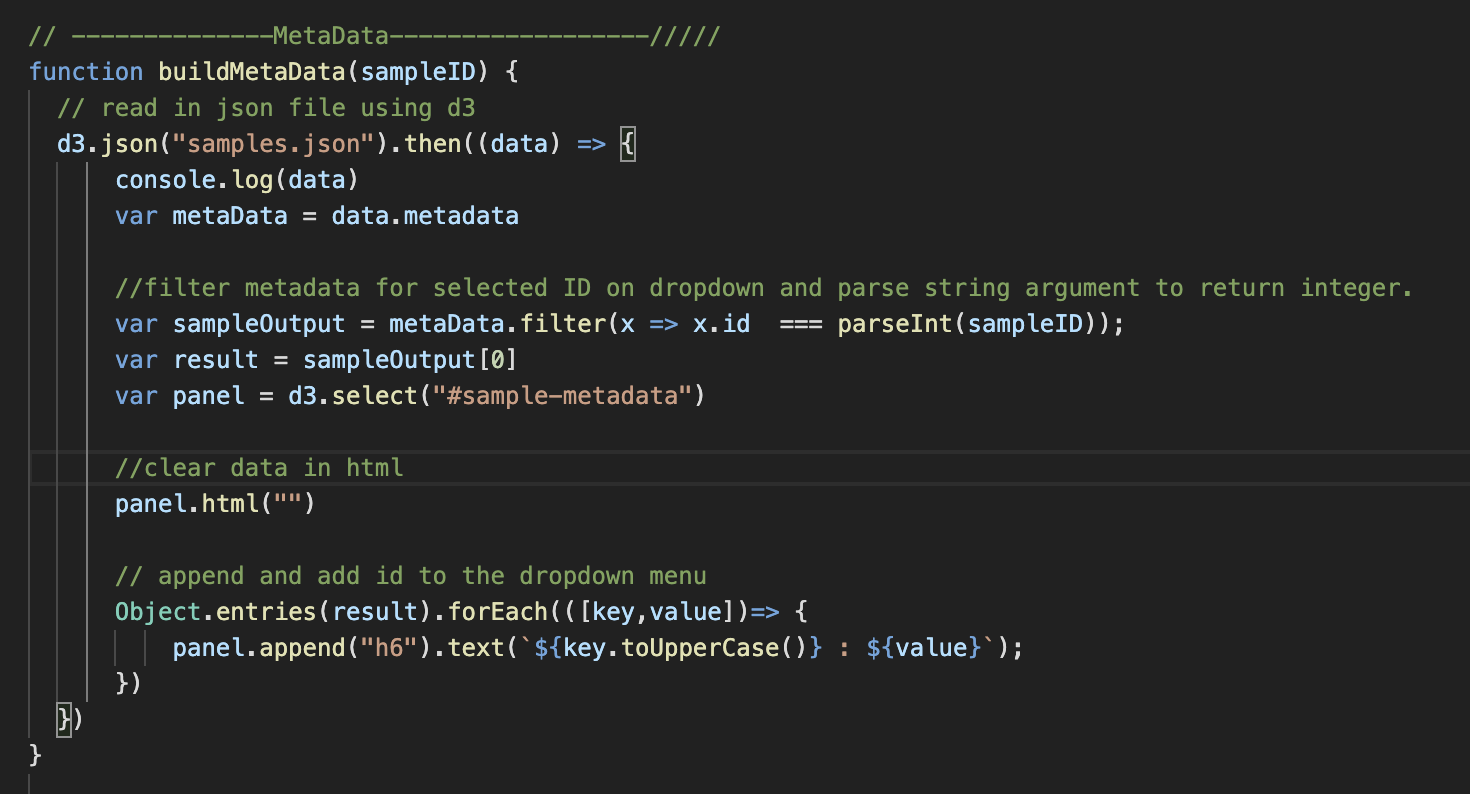 // --------------MetaData------------------/////
function buildMetaData(sampleID) {
// read in json file using d3
d3.json("samples.json").then((data) => {
console.log(data)
var metaData = data.metadata
//filter metadata for selected ID on dropdown and parse string argument to return integer.
var sampleOutput = metaData.filter(x => x.id  === parseInt(sampleID));
var result = sampleOutput[0]
var panel = d3.select("#sample-metadata")
//clear data in html
panel.html("")
// append and add id to the dropdown menu
Object.entries(result).forEach(([key,value])=> {
panel.append("h6").text(`${key.toUpperCase()} : ${value}`);
})
})
}